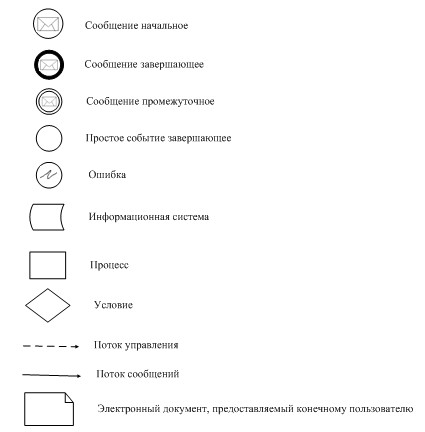 Сообщение начальное
Сообщение завершающее
Сообщение промежуточное
Простое событие завершающее
Ошибка
Информационная система
Процесс
Условие
Поток управления
Поток сообщений
Электронный документ, предоставляемый конечному пользователю